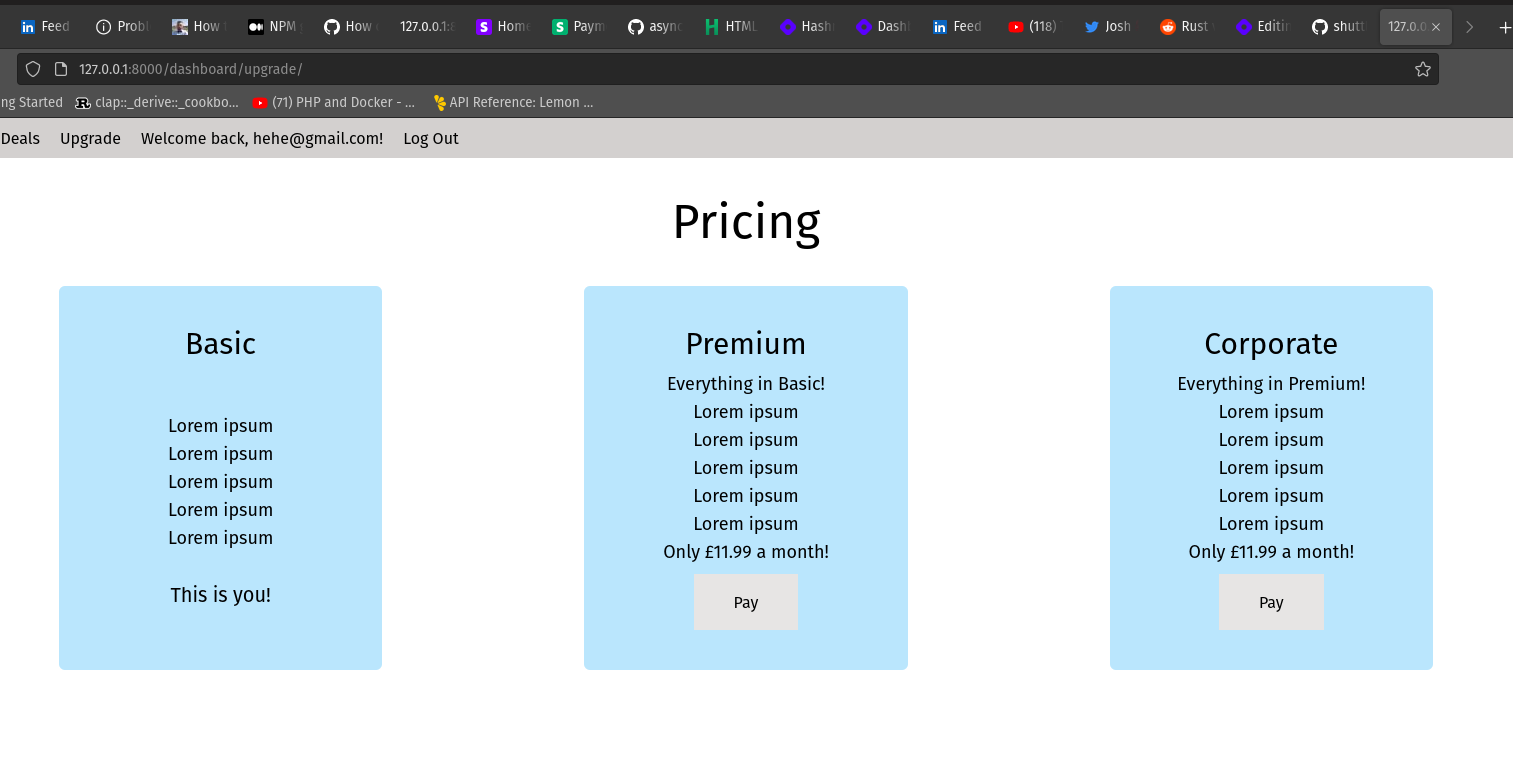 Feed Probl How t NPM p How c 127.0.0.1:8 Home Paym async HTML Hashn Dashb Feed (118) Josh Rust Editin shuttl 127.0.0
127.0.0.1:8000/dashboard/upgrade/
ng Started clap::_derive::_cookbo... (71) PHP and Docker - ... API Reference: Lemon ...
Deals Upgrade Welcome back, hehe@gmail.com! Log Out
Pricing
Basic
Lorem ipsum
Lorem ipsum
Lorem ipsum
Lorem ipsum
Lorem ipsum
This is you!
Premium
Everything in Basic!
Lorem ipsum
Lorem ipsum
Lorem ipsum
Lorem ipsum
Lorem ipsum
Only £11.99 a month!
Pay
Corporate
Everything in Premium!
Lorem ipsum
Lorem ipsum
Lorem ipsum
Lorem ipsum
Lorem ipsum
Only £11.99 a month!
Pay